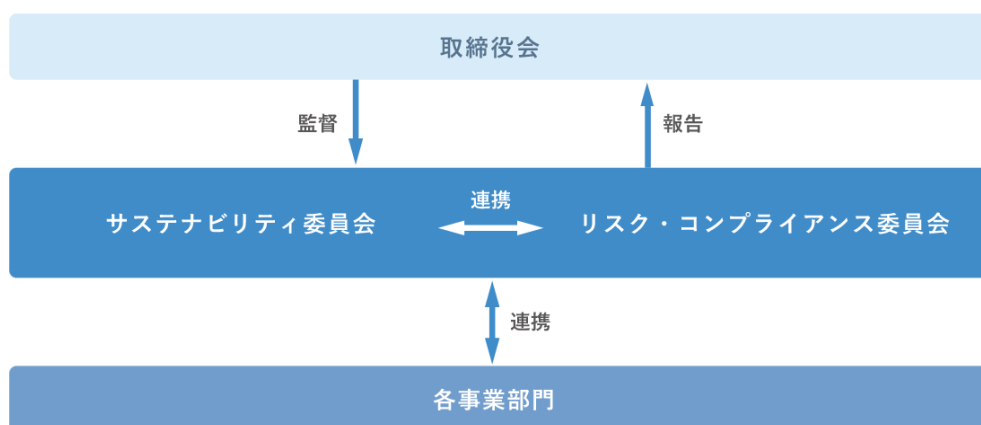 取締役会
監督
報告
連携
サステナビリティ委員会
リスク・コンプライアンス委員会
連携
各事業部門